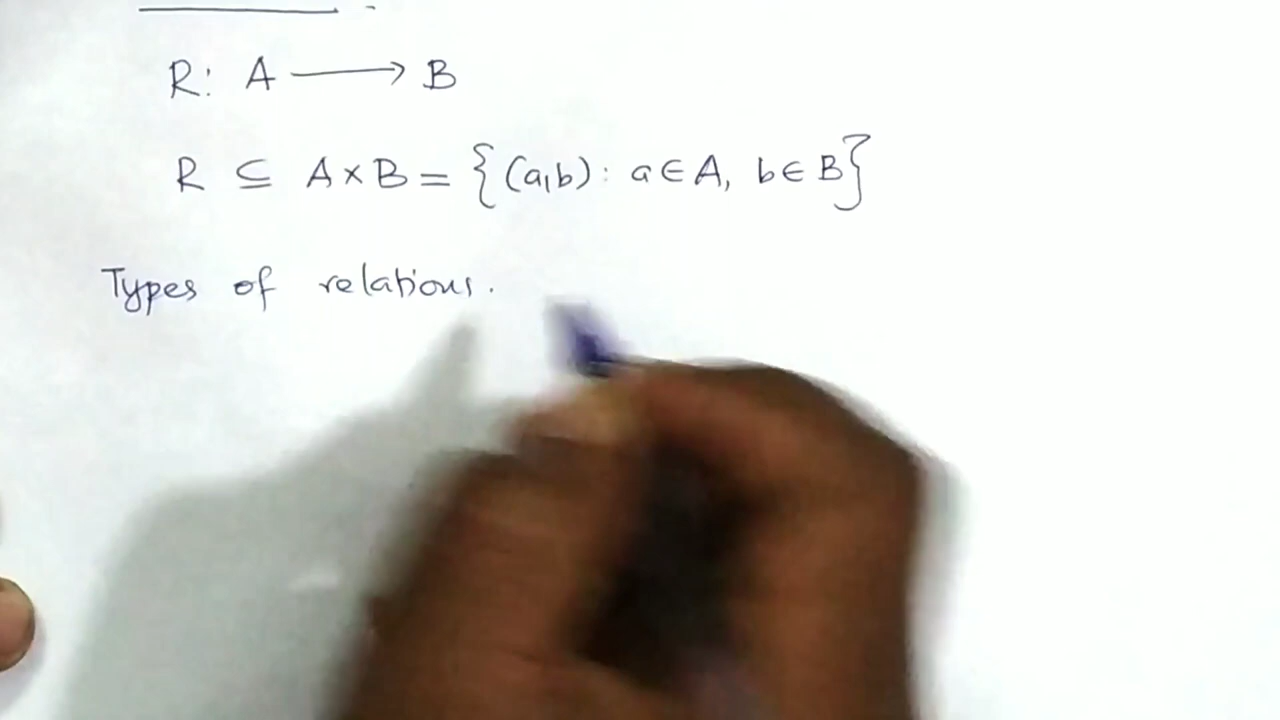 R: A ⟶ B
R ⊆ A×B = {(a,b): a∈A, b∈B}
Types of relations.